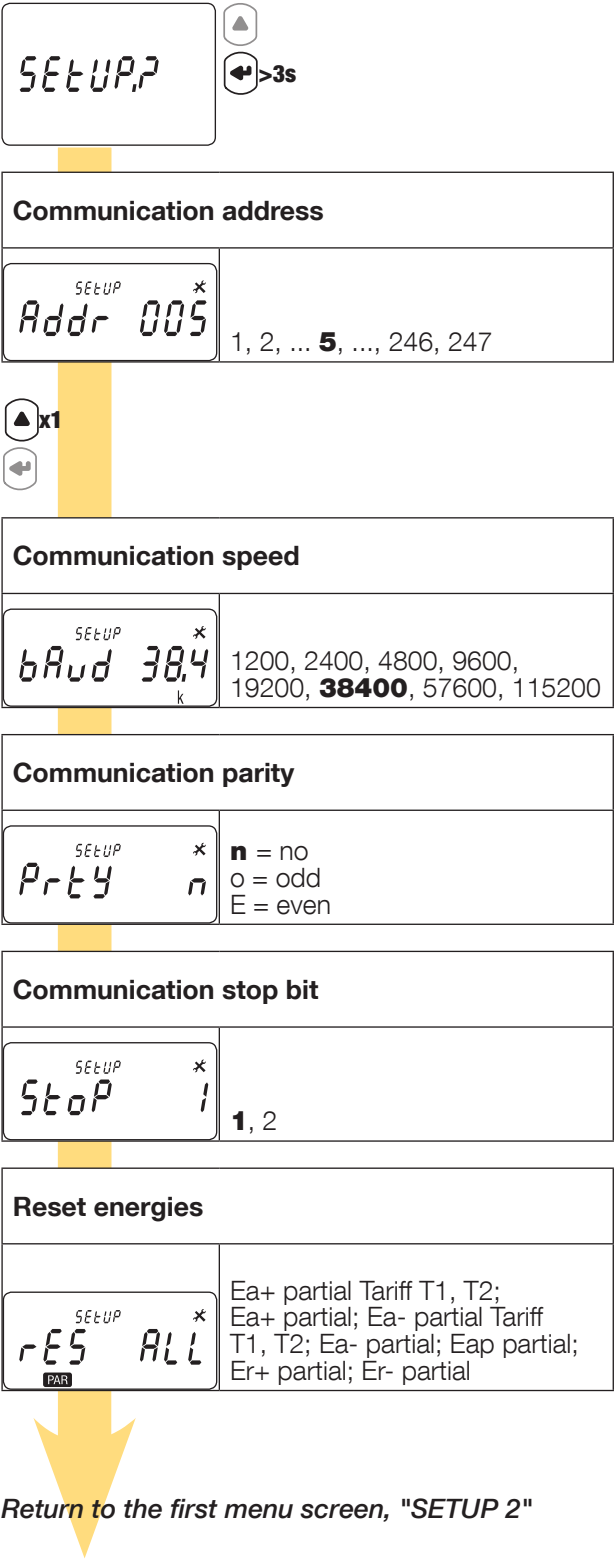 SEtUP.?
>3s
Communication address
SEtUP
Addr 005
1, 2, ... 5, ..., 246, 247
x1
Communication speed
SEtUP
bAud 38.4
k
1200, 2400, 4800, 9600,
19200, 38400, 57600, 115200
Communication parity
SEtUP
PrtY n
n = no
o = odd
E = even
Communication stop bit
SEtUP
StoP 1
1, 2
Reset energies
SEtUP
rES ALL
PAR
Ea+ partial Tariff T1, T2;
Ea+ partial; Ea- partial Tariff
T1, T2; Ea- partial; Eap partial;
Er+ partial; Er- partial
Return to the first menu screen, "SETUP 2"